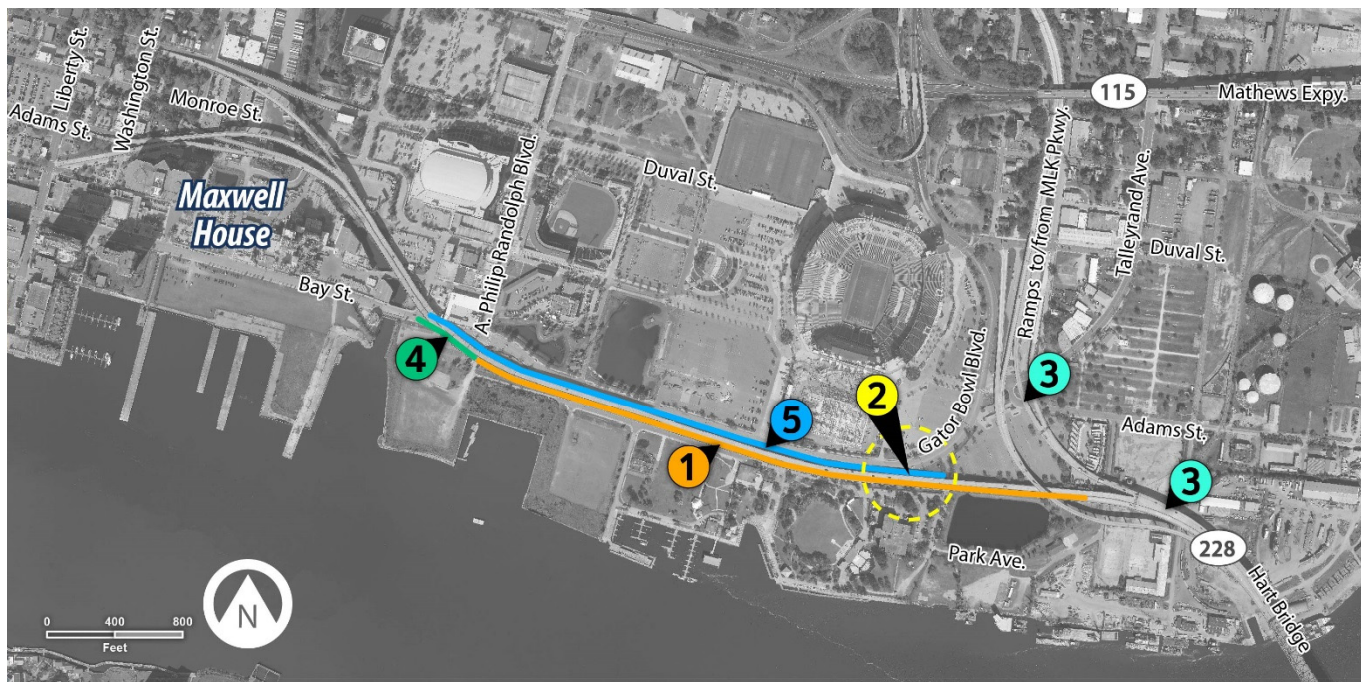 Adams St.
Liberty St.
Washington St.
Monroe St.
Maxwell
House
Bay St.
A. Philip Randolph Blvd.
Duval St.
Gator Bowl Blvd.
Ramps to/from MLK Pkwy.
115
Mathews Expy.
Talleyrand Ave.
Duval St.
Adams St.
4
5
1
2
3
3
228
Park Ave.
Hart Bridge
N
0 400 800
Feet